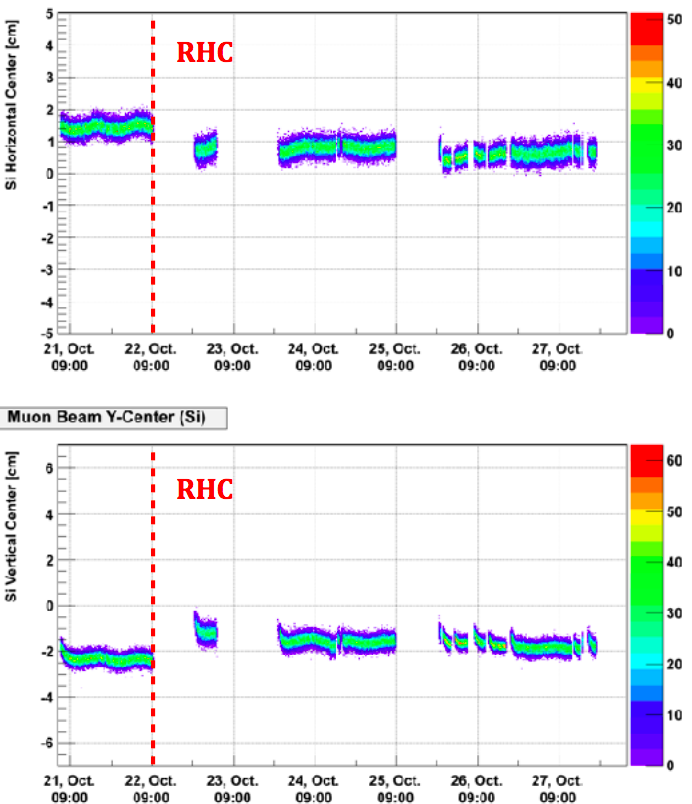 Si Horizontal Center [cm]
5
4
3
2
1
0
-1
-2
-3
-4
-5
RHC
21, Oct.
09:00
22, Oct.
09:00
23, Oct.
09:00
24, Oct.
09:00
25, Oct.
09:00
26, Oct.
09:00
27, Oct.
09:00
50
40
30
20
10
0
Muon Beam Y-Center (Si)
Si Vertical Center [cm]
6
4
2
0
-2
-4
-6
RHC
21, Oct.
09:00
22, Oct.
09:00
23, Oct.
09:00
24, Oct.
09:00
25, Oct.
09:00
26, Oct.
09:00
27, Oct.
09:00
60
50
40
30
20
10
0